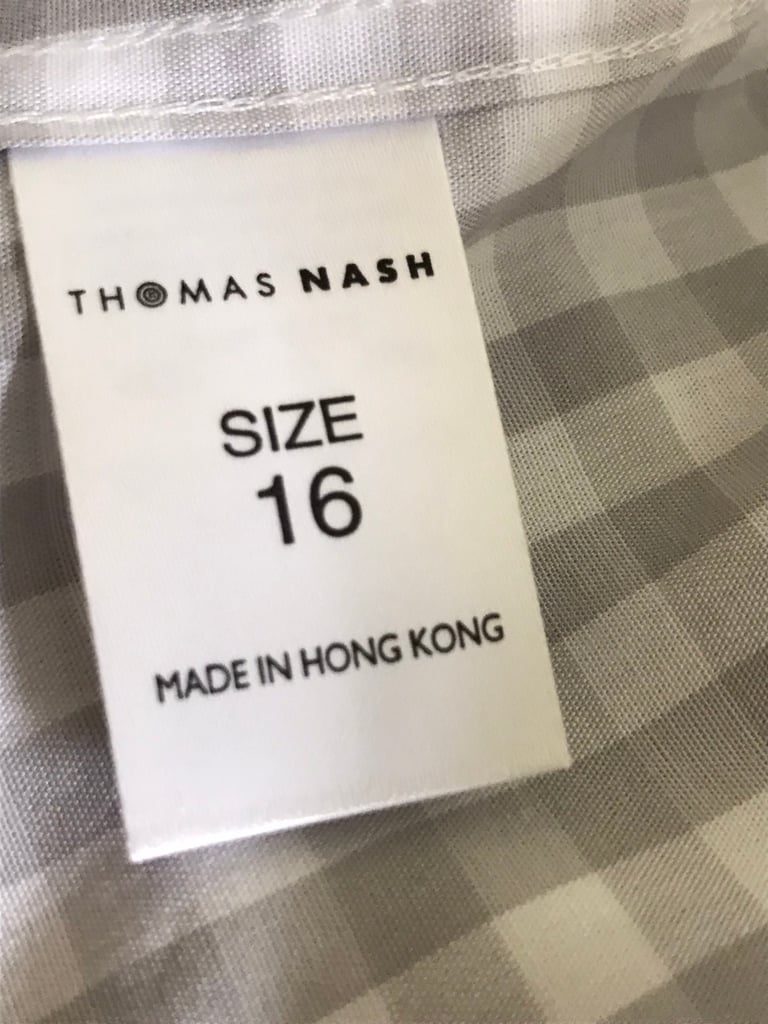 THOMAS NASH
SIZE
16
MADE IN HONG KONG